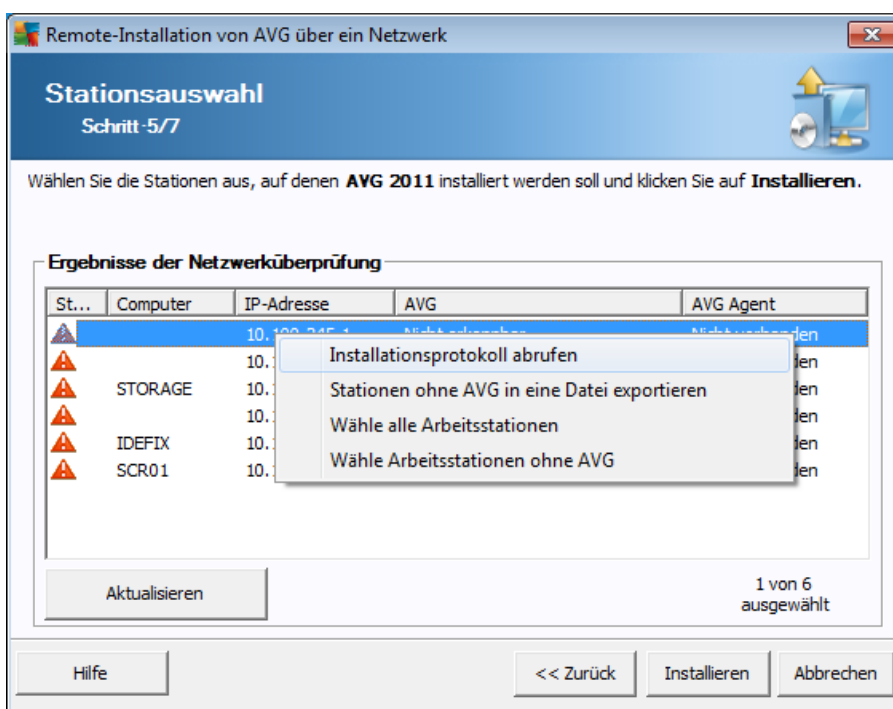 Remote-Installation von AVG über ein Netzwerk
Stationsauswahl
Schritt-5/7
Wählen Sie die Stationen aus, auf denen AVG 2011 installiert werden soll und klicken Sie auf Installieren.
Ergebnisse der Netzwerküberprüfung
St... Computer IP-Adresse AVG AVG Agent
Installationsprotokoll abrufen
Stationen ohne AVG in eine Datei exportieren
STORAGE
Wähle alle Arbeitsstationen
IDEFIX
SCR01
Wähle Arbeitsstationen ohne AVG
Aktualisieren
1 von 6
ausgewählt
Hilfe << Zurück Installieren Abbrechen